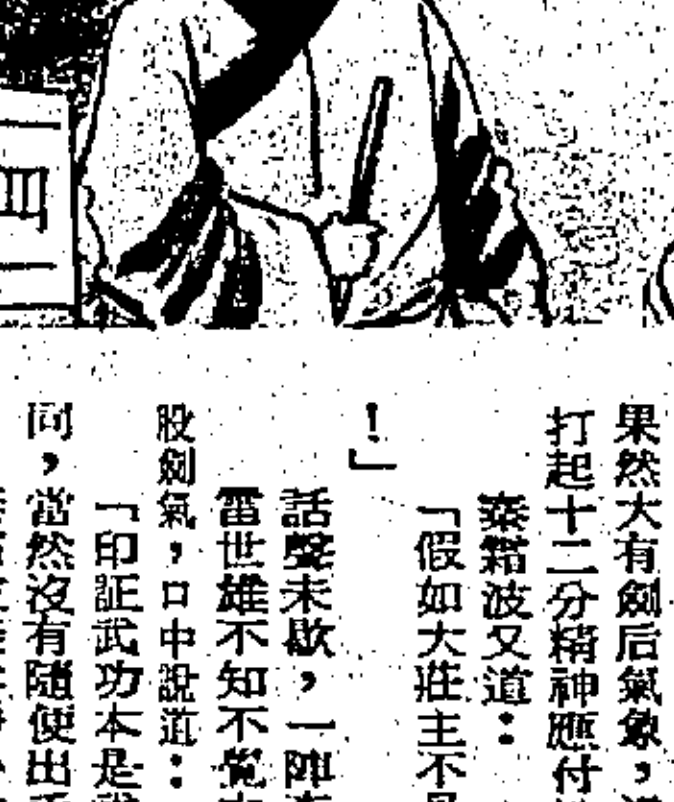 果然大有劍后氣象，
打起十二分精神應付
秦霜波又道：
「假如大莊主不
！」
話聲未歇，一陣
雷世雄不知不覺
股劍氣，口中說道：
「印証武功本是
同，當然沒有隨便出
四